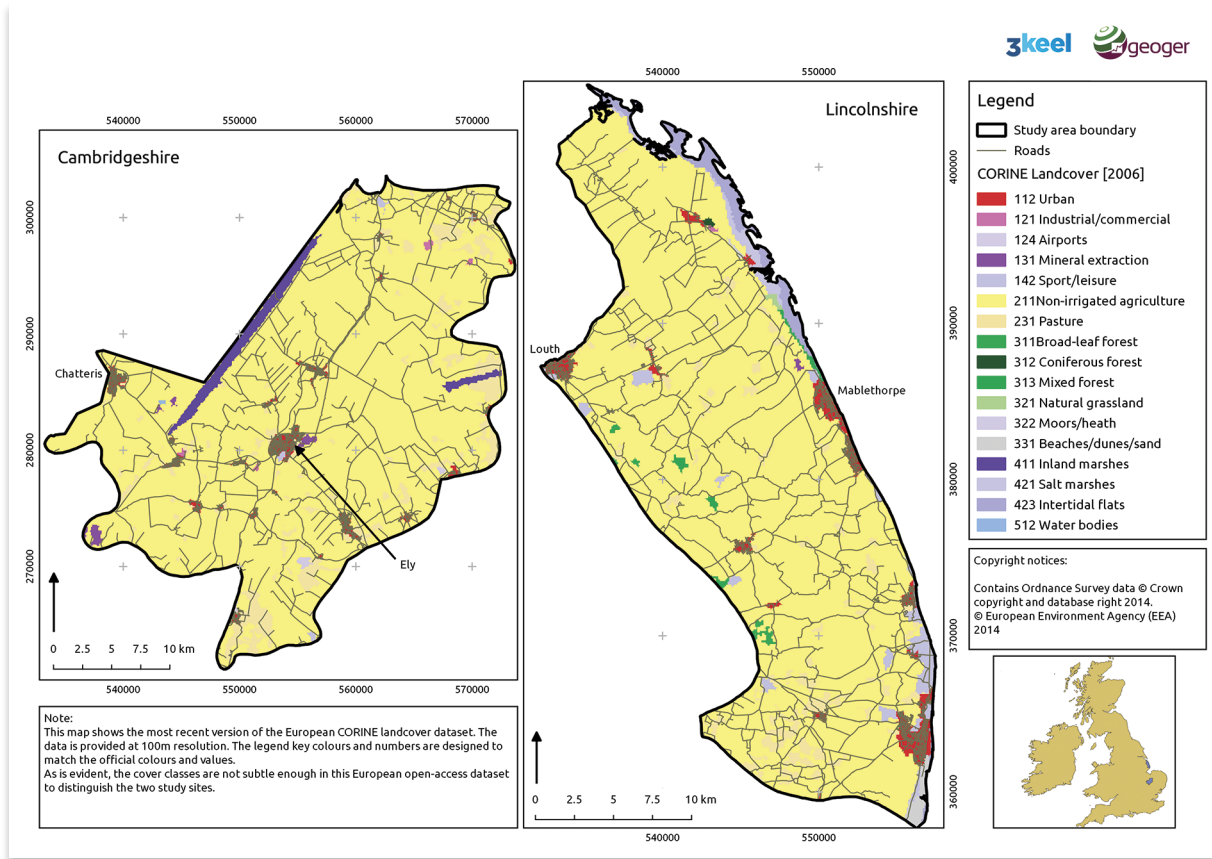 3keel
geoger
Cambridgeshire
540000
550000
560000
570000
300000
290000
280000
270000
Chatteris
Ely
0 2.5 5 7.5 10 km
540000
550000
560000
570000
Note:
This map shows the most recent version of the European CORINE landcover dataset. The
data is provided at 100m resolution. The legend key colours and numbers are designed to
match the official colours and values.
As is evident, the cover classes are not subtle enough in this European open-access dataset
to distinguish the two study sites.
540000
550000
Lincolnshire
400000
390000
380000
370000
360000
Louth
Mablethorpe
0 2.5 5 7.5 10 km
540000
550000
Legend
Study area boundary
Roads
CORINE Landcover [2006]
112 Urban
121 Industrial/commercial
124 Airports
131 Mineral extraction
142 Sport/leisure
211Non-irrigated agriculture
231 Pasture
311Broad-leaf forest
312 Coniferous forest
313 Mixed forest
321 Natural grassland
322 Moors/heath
331 Beaches/dunes/sand
411 Inland marshes
421 Salt marshes
423 Intertidal flats
512 Water bodies
Copyright notices:
Contains Ordnance Survey data © Crown
copyright and database right 2014.
© European Environment Agency (EEA)
2014